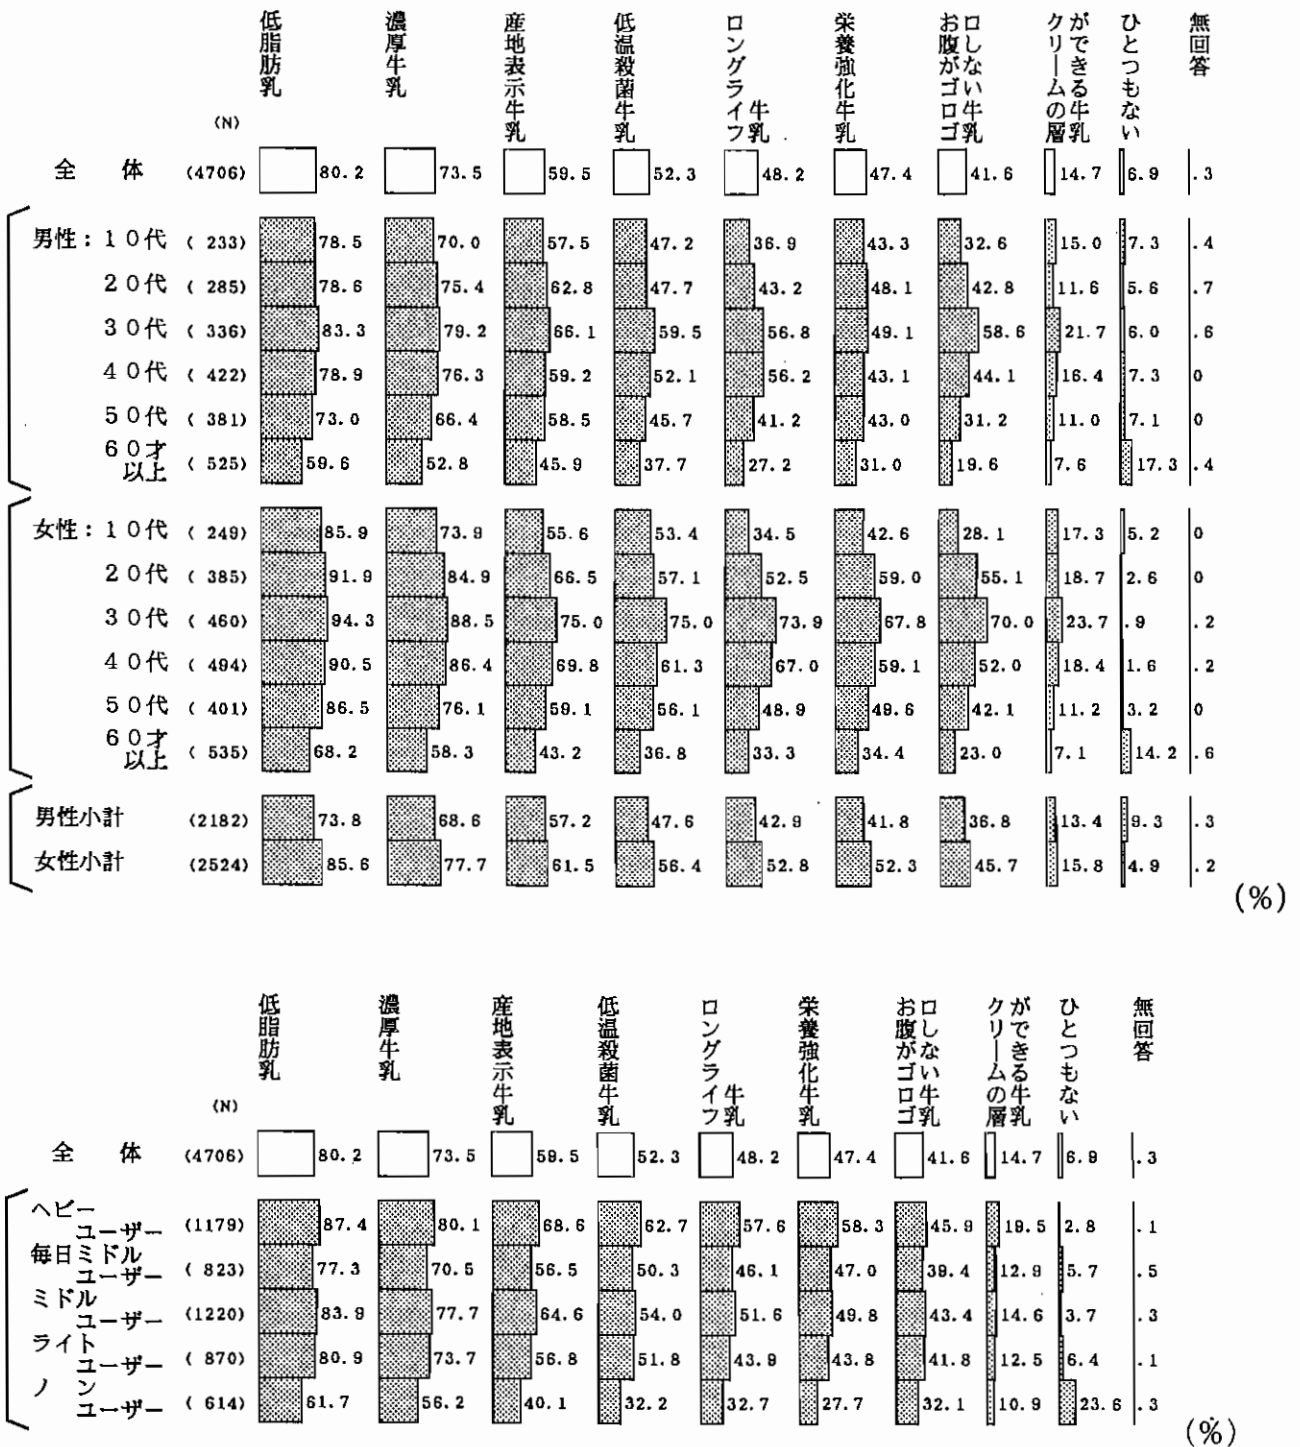 低脂肪乳 濃厚牛乳 産地表示牛乳 低温殺菌牛乳 ロングライフ牛乳 栄養強化牛乳 お腹がゴロゴロしない牛乳 クリームの層ができる牛乳 ひとつもない 無回答
(N)
全 体 (4706) 80.2 73.5 59.5 52.3 48.2 47.4 41.6 14.7 6.9 .3
男性：10代 ( 233) 78.5 70.0 57.5 47.2 36.9 43.3 32.6 15.0 7.3 .4
20代 ( 285) 78.6 75.4 62.8 47.7 43.2 48.1 42.8 11.6 5.6 .7
30代 ( 336) 83.3 79.2 66.1 59.5 56.8 49.1 58.6 21.7 6.0 .6
40代 ( 422) 78.9 76.3 59.2 52.1 56.2 43.1 44.1 16.4 7.3 0
50代 ( 381) 73.0 66.4 58.5 45.7 41.2 43.0 31.2 11.0 7.1 0
60才以上 ( 525) 59.6 52.8 45.9 37.7 27.2 31.0 19.6 7.6 17.3 .4
女性：10代 ( 249) 85.9 73.9 55.6 53.4 34.5 42.6 28.1 17.3 5.2 0
20代 ( 385) 91.9 84.9 66.5 57.1 52.5 59.0 55.1 18.7 2.6 0
30代 ( 460) 94.3 88.5 75.0 75.0 73.9 67.8 70.0 23.7 .9 .2
40代 ( 494) 90.5 86.4 69.8 61.3 67.0 59.1 52.0 18.4 1.6 .2
50代 ( 401) 86.5 76.1 59.1 56.1 48.9 49.6 42.1 11.2 3.2 0
60才以上 ( 535) 68.2 58.3 43.2 36.8 33.3 34.4 23.0 7.1 14.2 .6
男性小計 (2182) 73.8 68.6 57.2 47.6 42.9 41.8 36.8 13.4 9.3 .3
女性小計 (2524) 85.6 77.7 61.5 56.4 52.8 52.3 45.7 15.8 4.9 .2
(%)
低脂肪乳 濃厚牛乳 産地表示牛乳 低温殺菌牛乳 ロングライフ牛乳 栄養強化牛乳 お腹がゴロゴロしない牛乳 クリームの層ができる牛乳 ひとつもない 無回答
(N)
全 体 (4706) 80.2 73.5 59.5 52.3 48.2 47.4 41.6 14.7 6.9 .3
ヘビーユーザー (1179) 87.4 80.1 68.6 62.7 57.6 58.3 45.9 19.5 2.8 .1
毎日ミドルユーザー ( 823) 77.3 70.5 56.5 50.3 46.1 47.0 39.4 12.9 5.7 .5
ミドルユーザー (1220) 83.9 77.7 64.6 54.0 51.6 49.8 43.4 14.6 3.7 .3
ライトユーザー ( 870) 80.9 73.7 56.8 51.8 43.9 43.8 41.8 12.5 6.4 .1
ノンユーザー ( 614) 61.7 56.2 40.1 32.2 32.7 27.7 32.1 10.9 23.6 .3
(%)